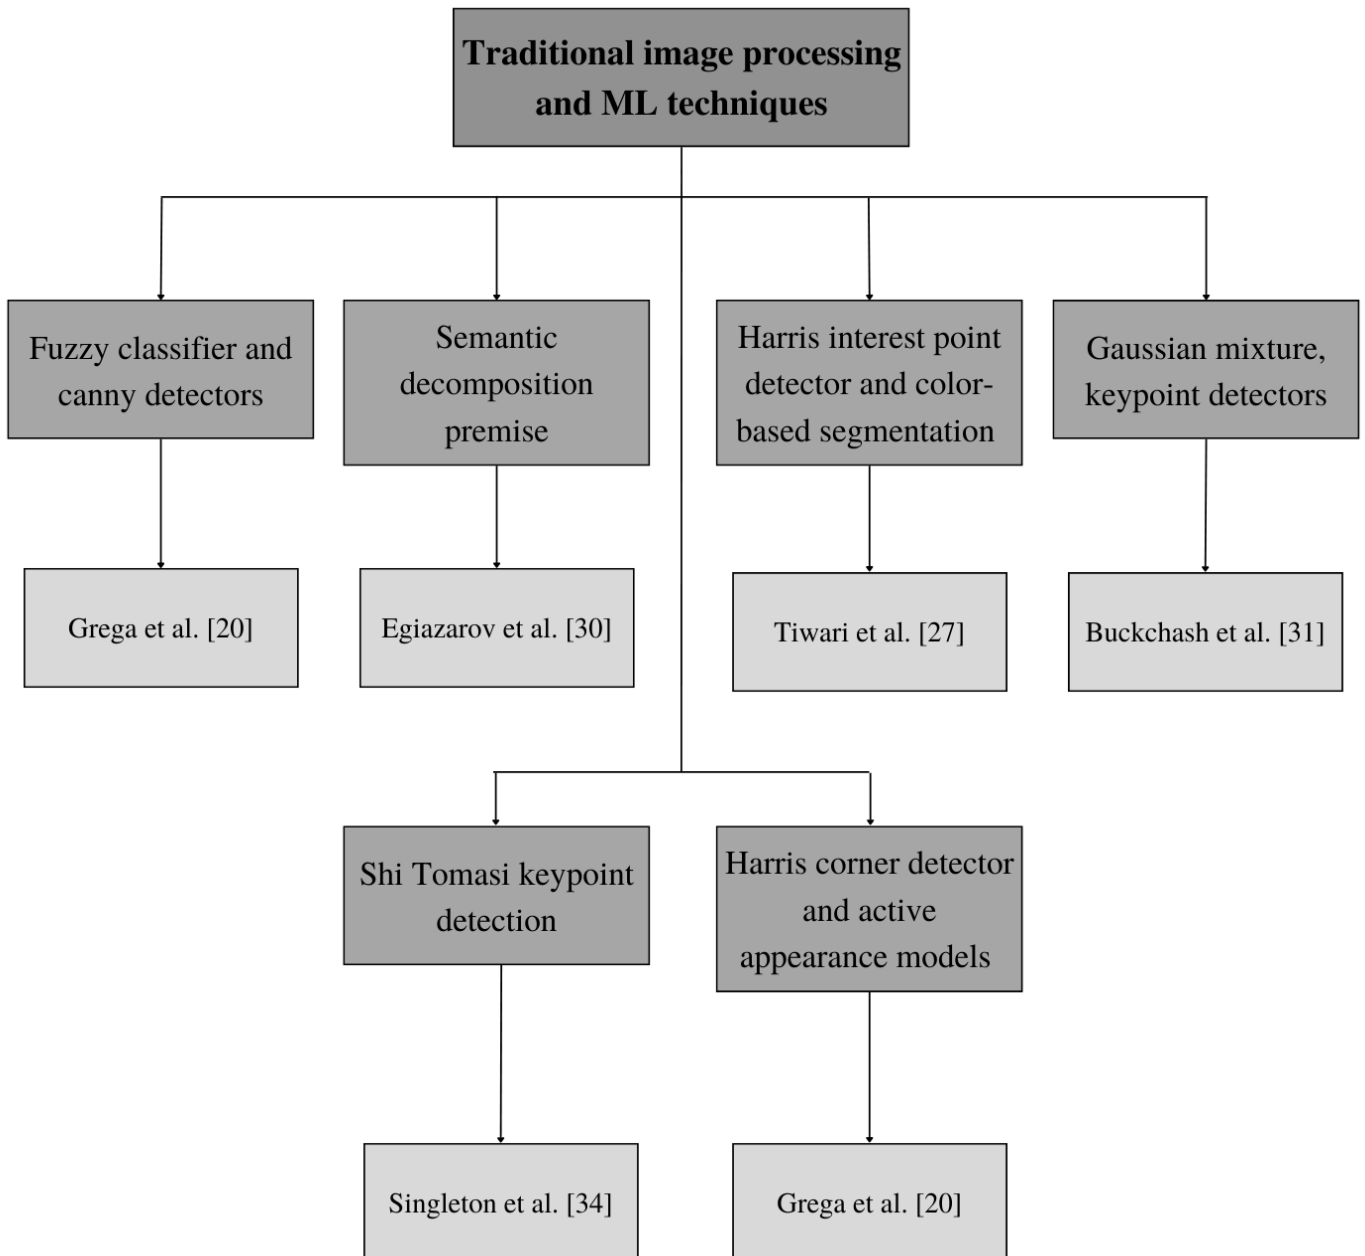 Traditional image processing
and ML techniques
Fuzzy classifier and
canny detectors
Semantic
decomposition
premise
Harris interest point
detector and color-
based segmentation
Gaussian mixture,
keypoint detectors
Grega et al. [20]
Egiazarov et al. [30]
Tiwari et al. [27]
Buckchash et al. [31]
Shi Tomasi keypoint
detection
Harris corner detector
and active
appearance models
Singleton et al. [34]
Grega et al. [20]